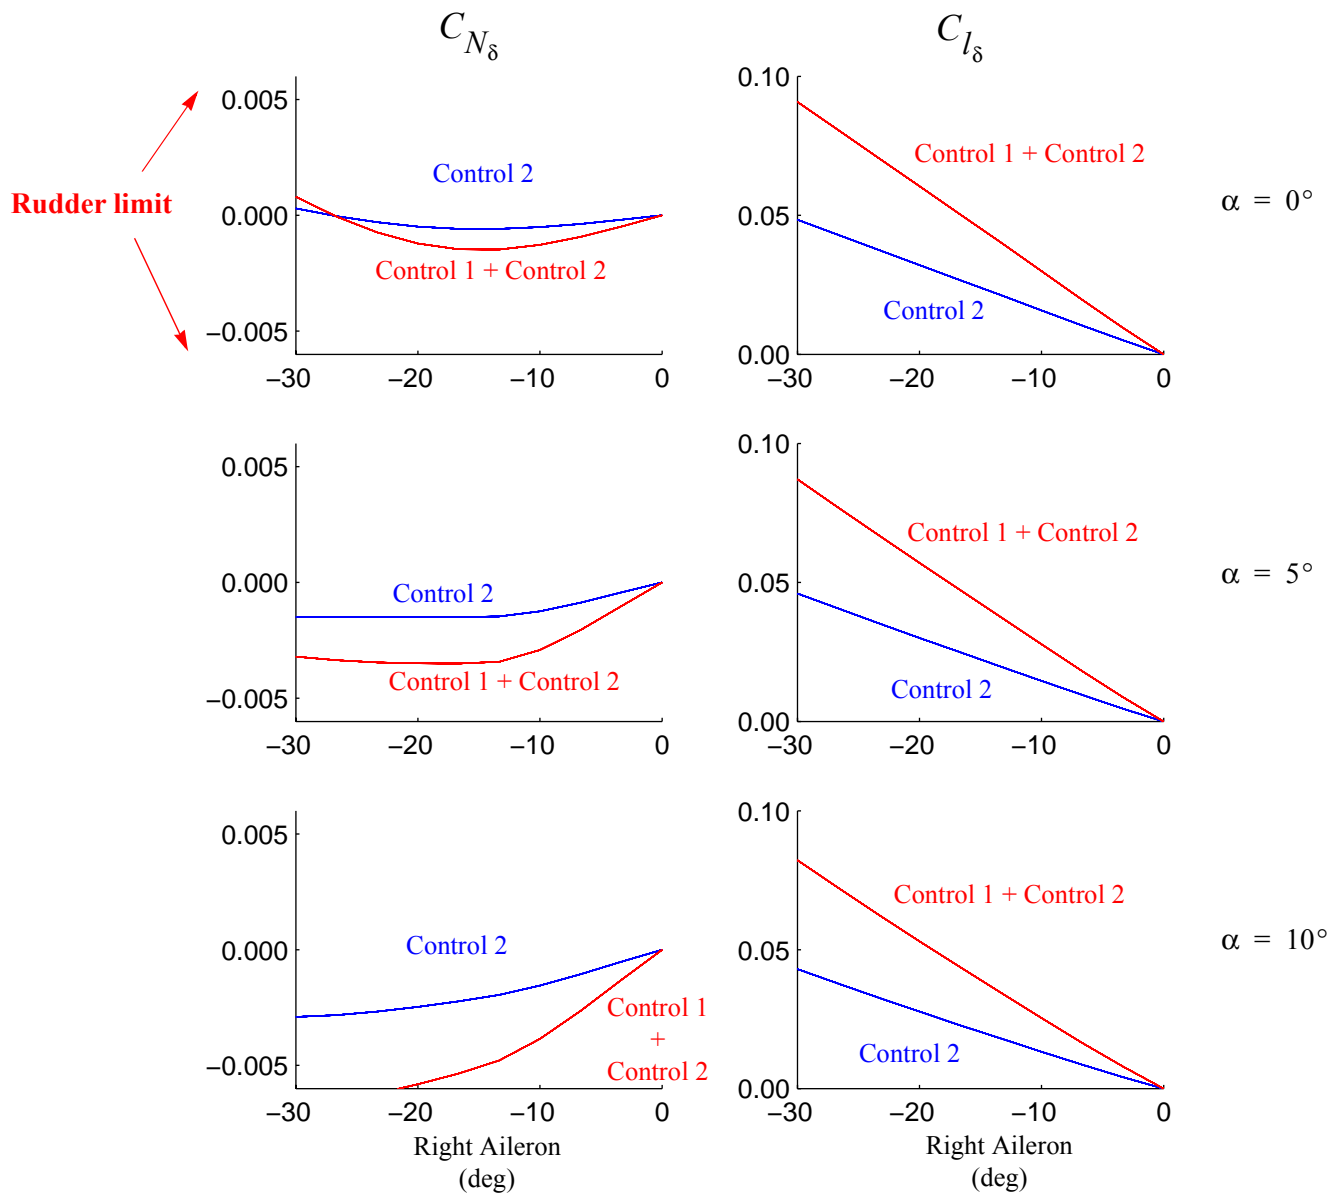 C_{N_δ}
C_{l_δ}
0.005
0.000
−0.005
−30
−20
−10
0
Control 2
Control 1 + Control 2
Rudder limit
0.10
0.05
0.00
−30
−20
−10
0
Control 1 + Control 2
Control 2
α = 0°
0.005
0.000
−0.005
−30
−20
−10
0
Control 2
Control 1 + Control 2
0.10
0.05
0.00
−30
−20
−10
0
Control 1 + Control 2
Control 2
α = 5°
0.005
0.000
−0.005
−30
−20
−10
0
Control 2
Control 1
+
Control 2
Right Aileron
(deg)
0.10
0.05
0.00
−30
−20
−10
0
Control 1 + Control 2
Control 2
Right Aileron
(deg)
α = 10°